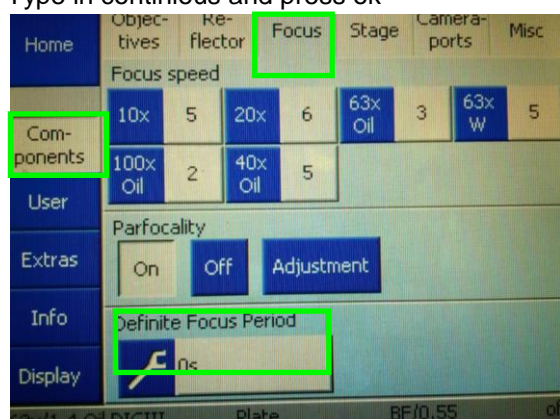 Type in continious and press ok
Home
Objec-
tives
Re-
flector
Focus
Stage
Camera-
ports
Misc
Focus speed
10x 5 20x 6 63x Oil 3 63x W 5
Com-
ponents
100x Oil 2 40x Oil 5
User
Parfocality
Extras
On Off Adjustment
Info
Definite Focus Period
0s
Display
Plate
BF/0.55